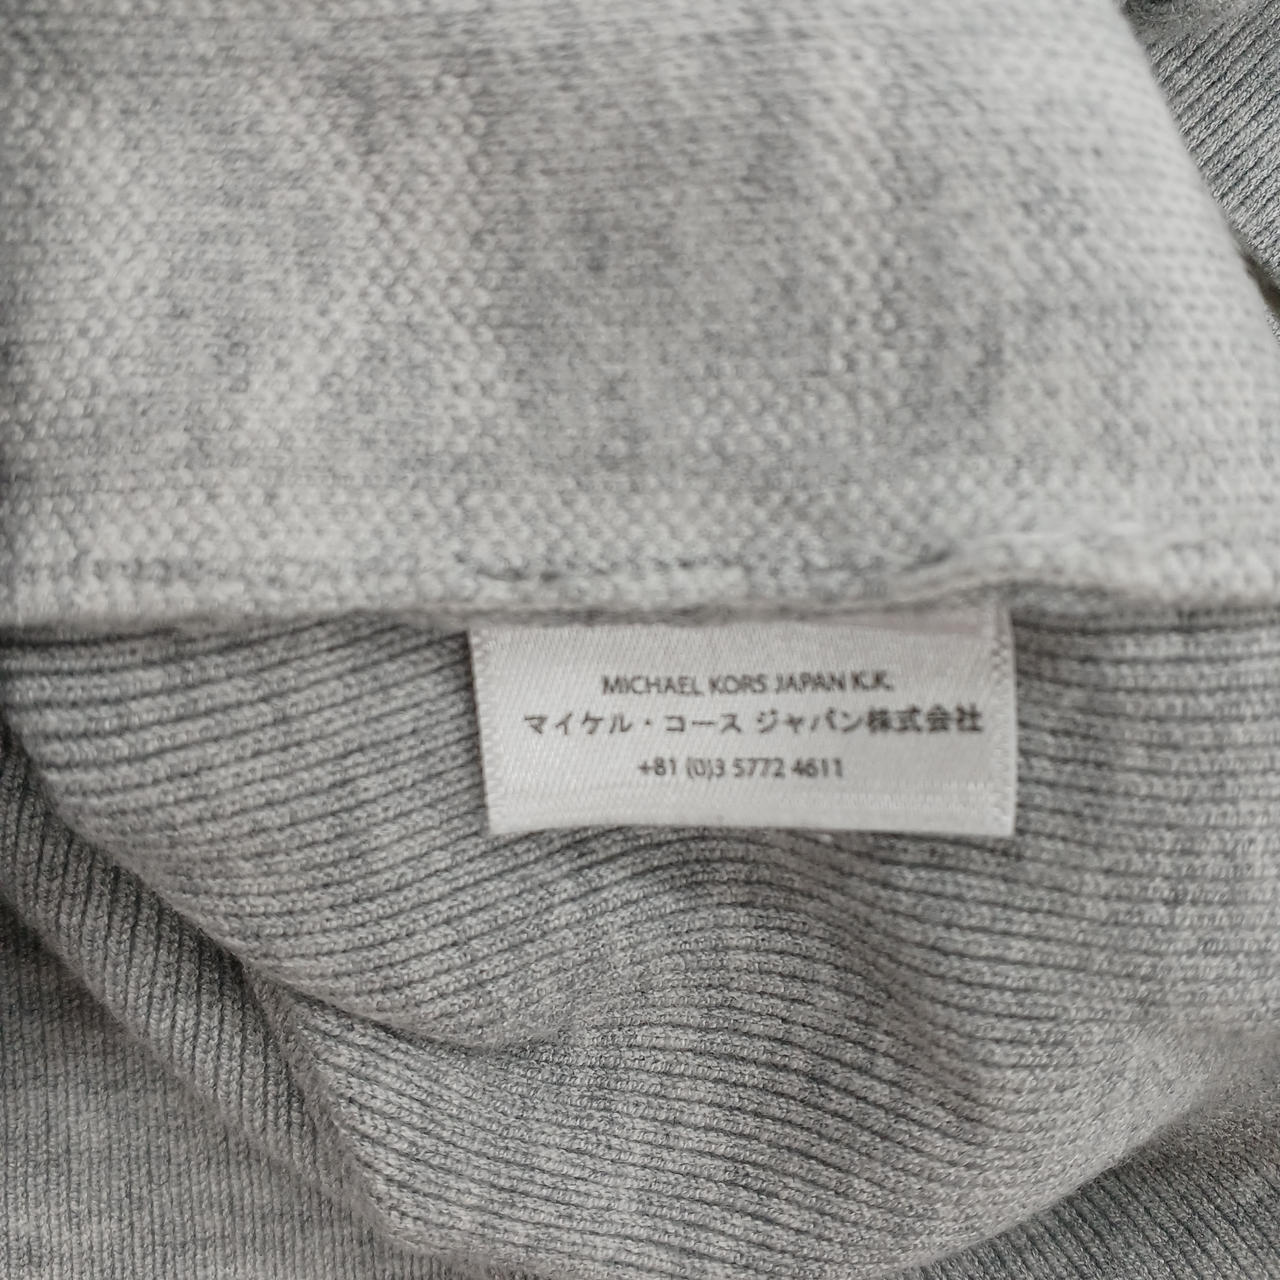 MICHAEL KORS JAPAN K.K.
マイケル・コース ジャパン株式会社
+81 (0)3 5772 4611